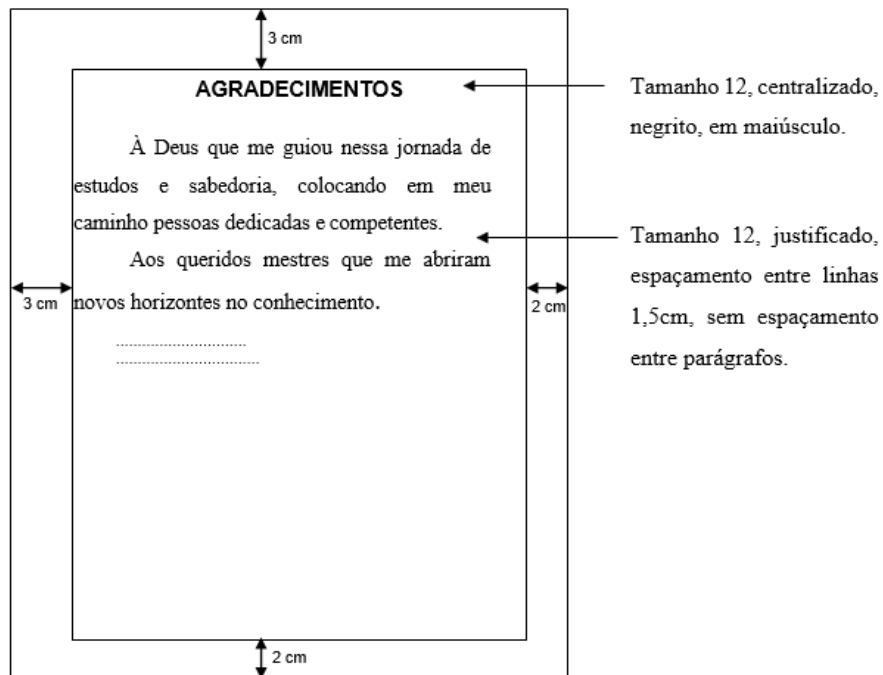 3 cm
AGRADECIMENTOS
À Deus que me guiou nessa jornada de
estudos e sabedoria, colocando em meu
caminho pessoas dedicadas e competentes.
Aos queridos mestres que me abriram
novos horizontes no conhecimento.
..............................
.................................
3 cm
2 cm
2 cm
Tamanho 12, centralizado,
negrito, em maiúsculo.
Tamanho 12, justificado,
espaçamento entre linhas
1,5cm, sem espaçamento
entre parágrafos.